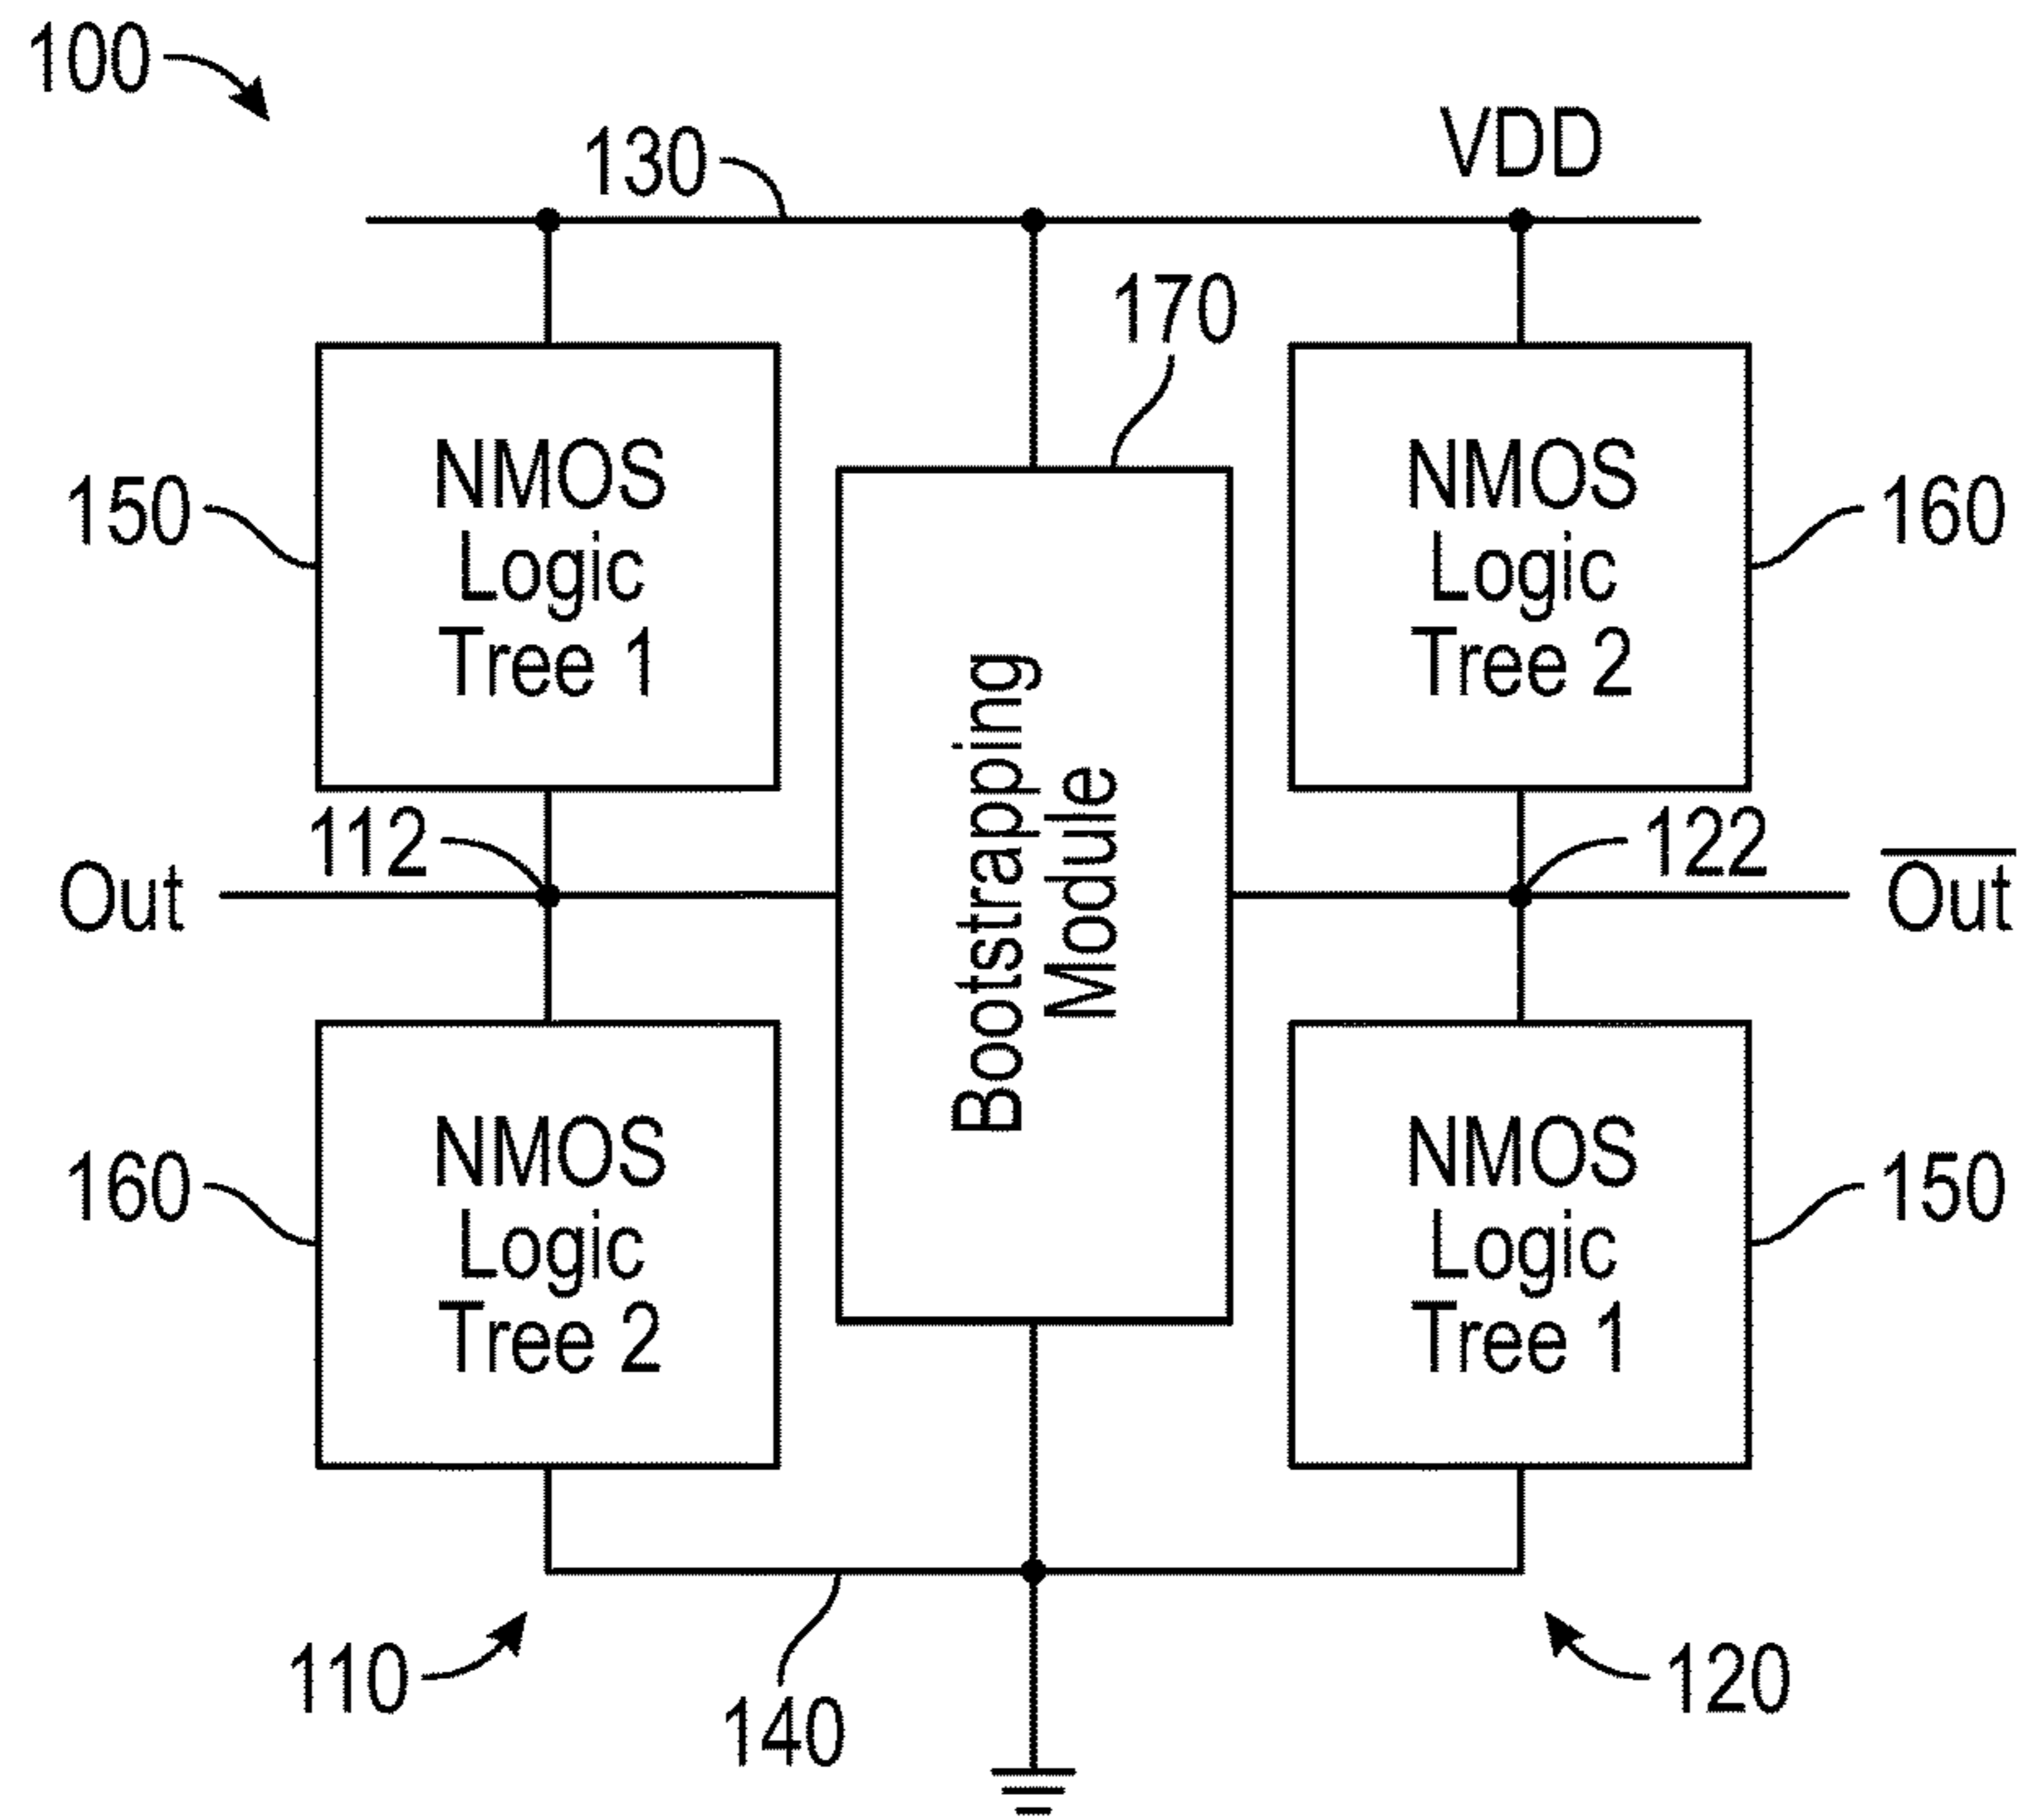 100
130
VDD
170
150
NMOS
Logic
Tree 1
NMOS
Logic
Tree 2
160
Bootstrapping
Module
112
122
Out
O̅u̅t̅
160
NMOS
Logic
Tree 2
NMOS
Logic
Tree 1
150
110
140
120